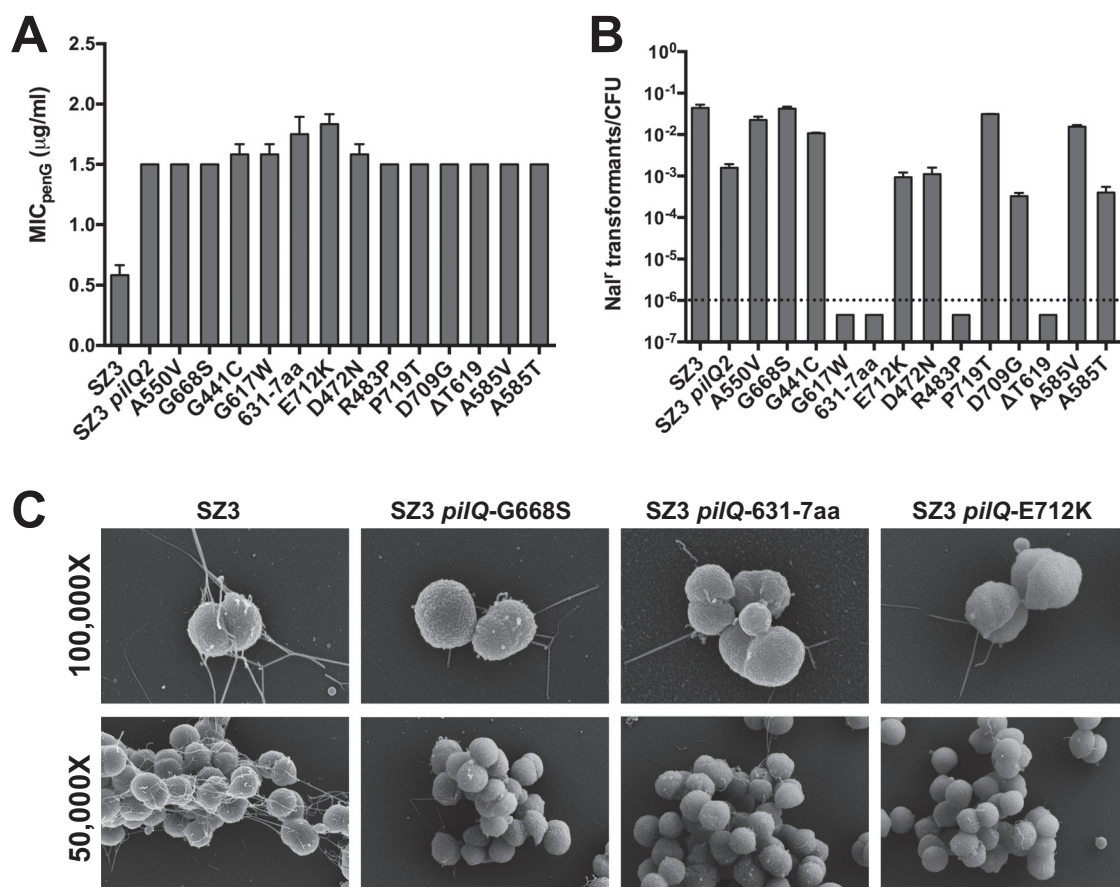 A
MIC_penG (μg/ml)
2.5
2.0
1.5
1.0
0.5
0.0
SZ3
SZ3 pilQ2
A550V
G668S
G441C
G617W
631-7aa
E712K
D472N
R483P
P719T
D709G
ΔT619
A585V
A585T
B
Nal^r transformants/CFU
10^0
10^-1
10^-2
10^-3
10^-4
10^-5
10^-6
10^-7
SZ3
SZ3 pilQ2
A550V
G668S
G441C
G617W
631-7aa
E712K
D472N
R483P
P719T
D709G
ΔT619
A585V
A585T
C
SZ3
SZ3 pilQ-G668S
SZ3 pilQ-631-7aa
SZ3 pilQ-E712K
100,000X
50,000X